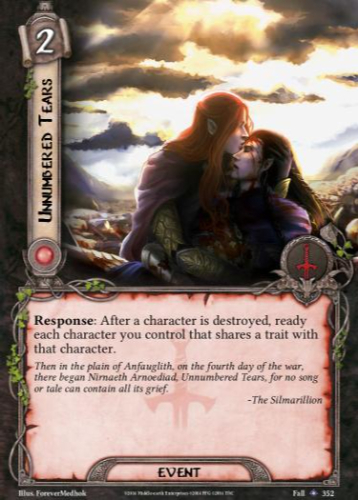 2
UNNUMBERED TEARS
Response: After a character is destroyed, ready
each character you control that shares a trait with
that character.
Then in the plain of Anfauglith, on the fourth day of the war,
there began Nirnaeth Arnoediad, Unnumbered Tears, for no song
or tale can contain all its grief.
-The Silmarillion
EVENT
Illus. ForeverMedhok
Fall 352